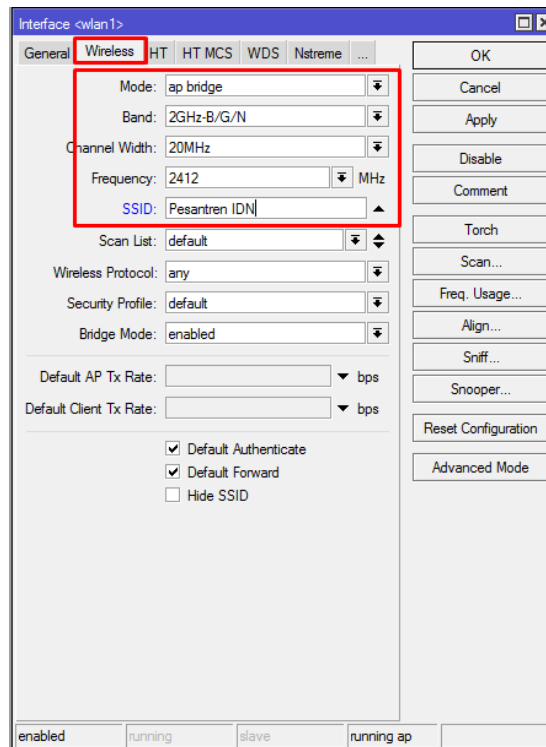 Interface <wlan1>
General Wireless HT HT MCS WDS Nstreme ...
Mode: ap bridge
Band: 2GHz-B/G/N
Channel Width: 20MHz
Frequency: 2412 MHz
SSID: Pesantren IDN
Scan List: default
Wireless Protocol: any
Security Profile: default
Bridge Mode: enabled
Default AP Tx Rate: bps
Default Client Tx Rate: bps
Default Authenticate
Default Forward
Hide SSID
OK
Cancel
Apply
Disable
Comment
Torch
Scan...
Freq. Usage...
Align...
Sniff...
Snooper...
Reset Configuration
Advanced Mode
enabled running slave running ap